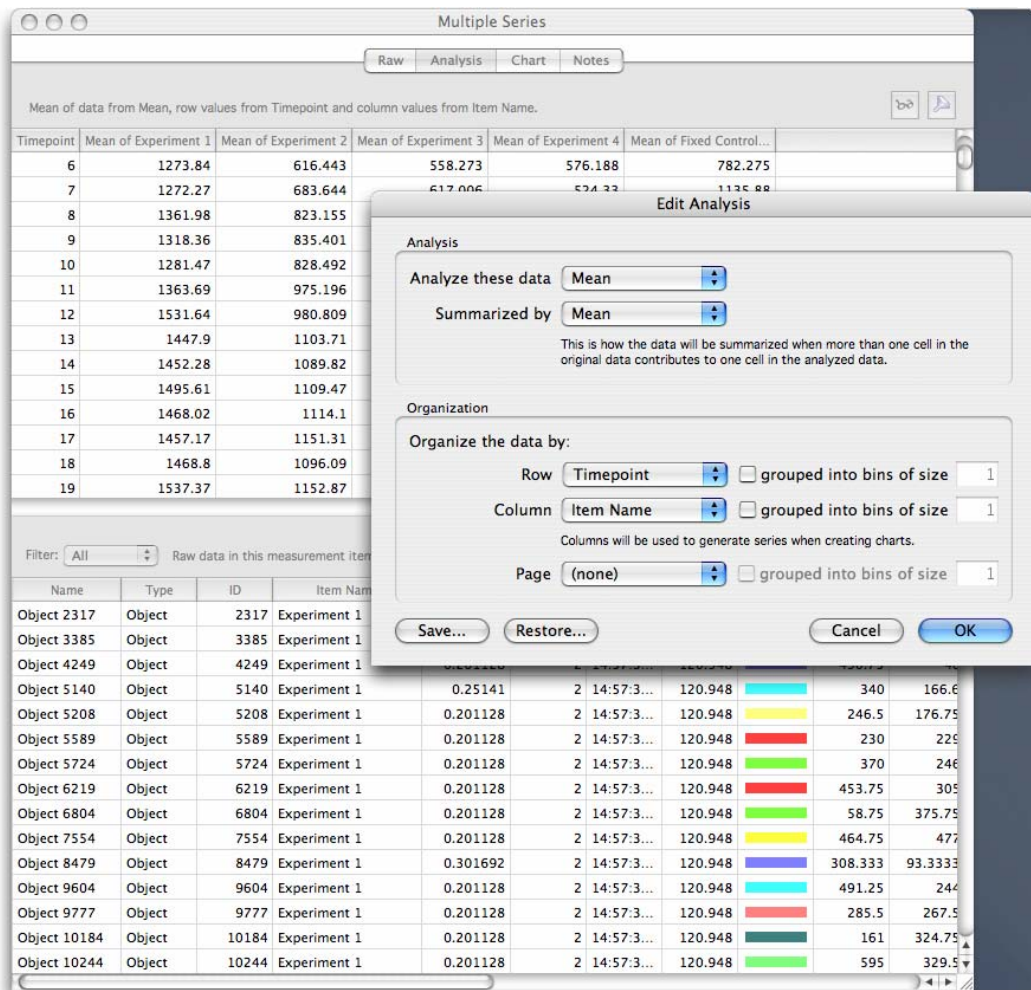 Multiple Series
Raw Analysis Chart Notes
Mean of data from Mean, row values from Timepoint and column values from Item Name.
Timepoint Mean of Experiment 1 Mean of Experiment 2 Mean of Experiment 3 Mean of Experiment 4 Mean of Fixed Control...
6 1273.84 616.443 558.273 576.188 782.275
7 1272.27 683.644 617.006 524.33 1135.88
8 1361.98 823.155
9 1318.36 835.401
10 1281.47 828.492
11 1363.69 975.196
12 1531.64 980.809
13 1447.9 1103.71
14 1452.28 1089.82
15 1495.61 1109.47
16 1468.02 1114.1
17 1457.17 1151.31
18 1468.8 1096.09
19 1537.37 1152.87
Edit Analysis
Analysis
Analyze these data Mean
Summarized by Mean
This is how the data will be summarized when more than one cell in the
original data contributes to one cell in the analyzed data.
Organization
Organize the data by:
Row Timepoint grouped into bins of size 1
Column Item Name grouped into bins of size 1
Columns will be used to generate series when creating charts.
Page (none) grouped into bins of size 1
Save... Restore... Cancel OK
Filter: All Raw data in this measurement item
Name Type ID Item Nam
Object 2317 Object 2317 Experiment 1
Object 3385 Object 3385 Experiment 1
Object 4249 Object 4249 Experiment 1
Object 5140 Object 5140 Experiment 1 0.25141 2 14:57:3... 120.948 340 166.6
Object 5208 Object 5208 Experiment 1 0.201128 2 14:57:3... 120.948 246.5 176.75
Object 5589 Object 5589 Experiment 1 0.201128 2 14:57:3... 120.948 230 229
Object 5724 Object 5724 Experiment 1 0.201128 2 14:57:3... 120.948 370 246
Object 6219 Object 6219 Experiment 1 0.201128 2 14:57:3... 120.948 453.75 305
Object 6804 Object 6804 Experiment 1 0.201128 2 14:57:3... 120.948 58.75 375.75
Object 7554 Object 7554 Experiment 1 0.201128 2 14:57:3... 120.948 464.75 477
Object 8479 Object 8479 Experiment 1 0.301692 2 14:57:3... 120.948 308.333 93.3333
Object 9604 Object 9604 Experiment 1 0.201128 2 14:57:3... 120.948 491.25 244
Object 9777 Object 9777 Experiment 1 0.201128 2 14:57:3... 120.948 285.5 267.5
Object 10184 Object 10184 Experiment 1 0.201128 2 14:57:3... 120.948 161 324.75
Object 10244 Object 10244 Experiment 1 0.201128 2 14:57:3... 120.948 595 329.5